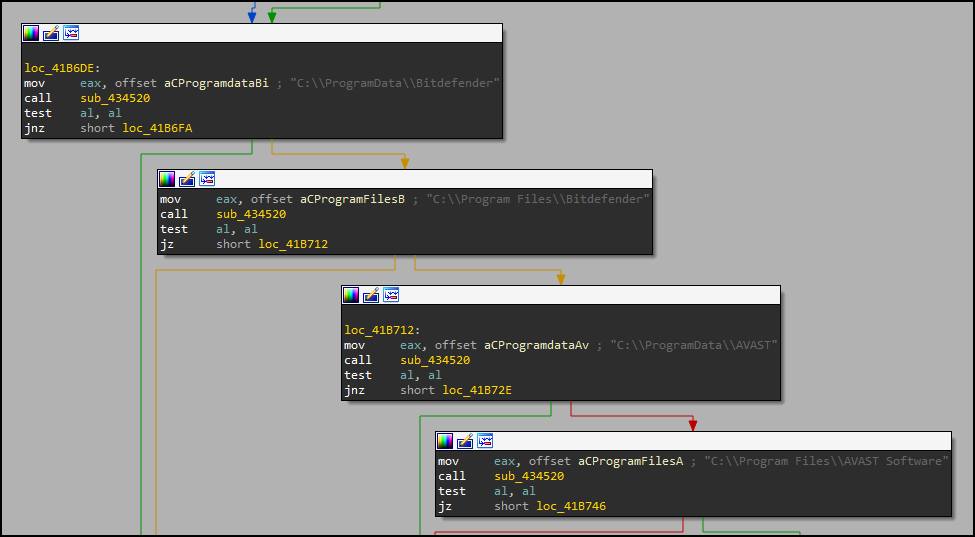 loc_41B6DE:
mov eax, offset aCProgramdataBi ; "C:\\ProgramData\\Bitdefender"
call sub_434520
test al, al
jnz short loc_41B6FA
mov eax, offset aCProgramFilesB ; "C:\\Program Files\\Bitdefender"
call sub_434520
test al, al
jz short loc_41B712
loc_41B712:
mov eax, offset aCProgramdataAv ; "C:\\ProgramData\\AVAST"
call sub_434520
test al, al
jnz short loc_41B72E
mov eax, offset aCProgramFilesA ; "C:\\Program Files\\AVAST Software"
call sub_434520
test al, al
jz short loc_41B746